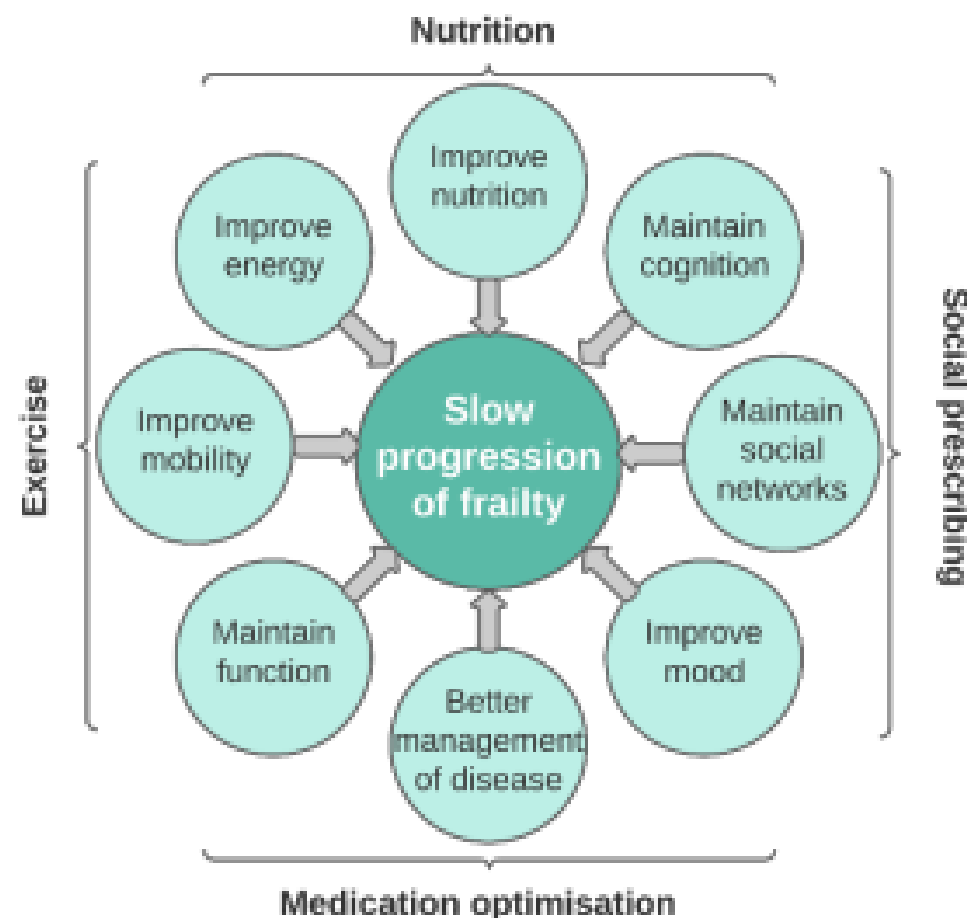 Nutrition
Improve
nutrition
Improve
energy
Maintain
cognition
Exercise
Improve
mobility
Slow
progression
of frailty
Maintain
social
networks
Social prescribing
Maintain
function
Better
management
of disease
Improve
mood
Medication optimisation